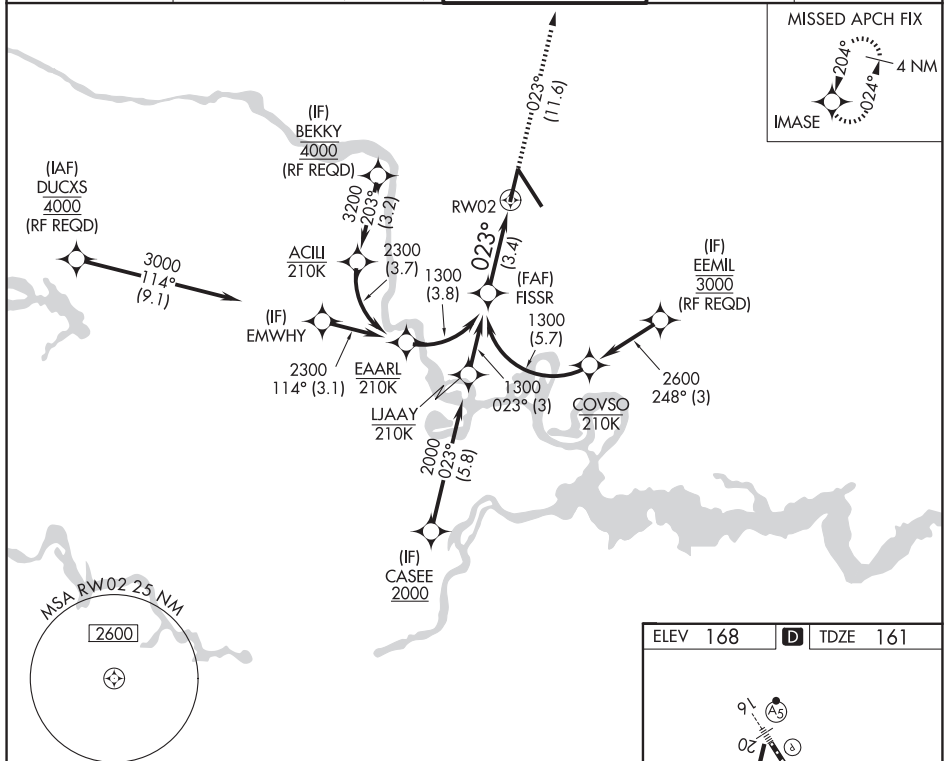 MISSED APCH FIX
204°
024°
4 NM
IMASE
023°
(11.6)
(IF)
BEKKY
4000
(RF REQD)
(IAF)
DUCXS
4000
(RF REQD)
3200
203°
(3.2)
RW02
ACILI
210K
2300
(3.7)
023°
(3.4)
(IF)
EEMIL
3000
(RF REQD)
3000
114°
(9.1)
1300
(3.8)
(FAF)
FISSR
(IF)
EMWHY
1300
(5.7)
2300
114° (3.1)
EAARL
210K
1300
023° (3)
2600
248° (3)
COVSO
210K
LJAAY
210K
2000
023°
(5.8)
(IF)
CASEE
2000
MSA RW02 25 NM
2600
ELEV 168 D TDZE 161
16
A5
20
P